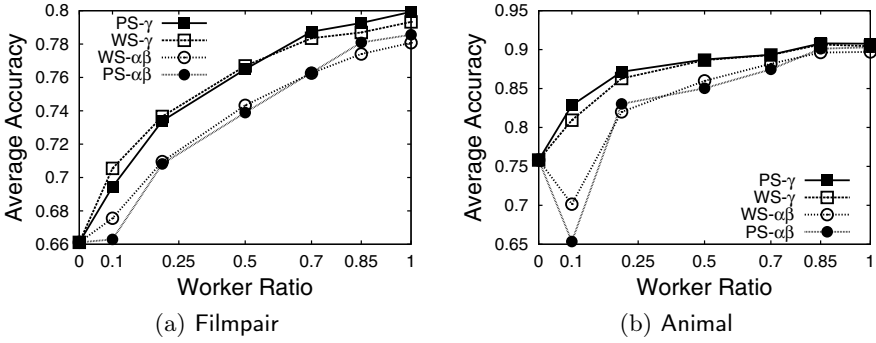 Average Accuracy
0.8
0.78
0.76
0.74
0.72
0.7
0.68
0.66
PS-γ
WS-γ
WS-αβ
PS-αβ
0 0.1 0.25 0.5 0.7 0.85 1
Worker Ratio
(a) Filmpair
Average Accuracy
0.95
0.9
0.85
0.8
0.75
0.7
0.65
PS-γ
WS-γ
WS-αβ
PS-αβ
0 0.1 0.25 0.5 0.7 0.85 1
Worker Ratio
(b) Animal